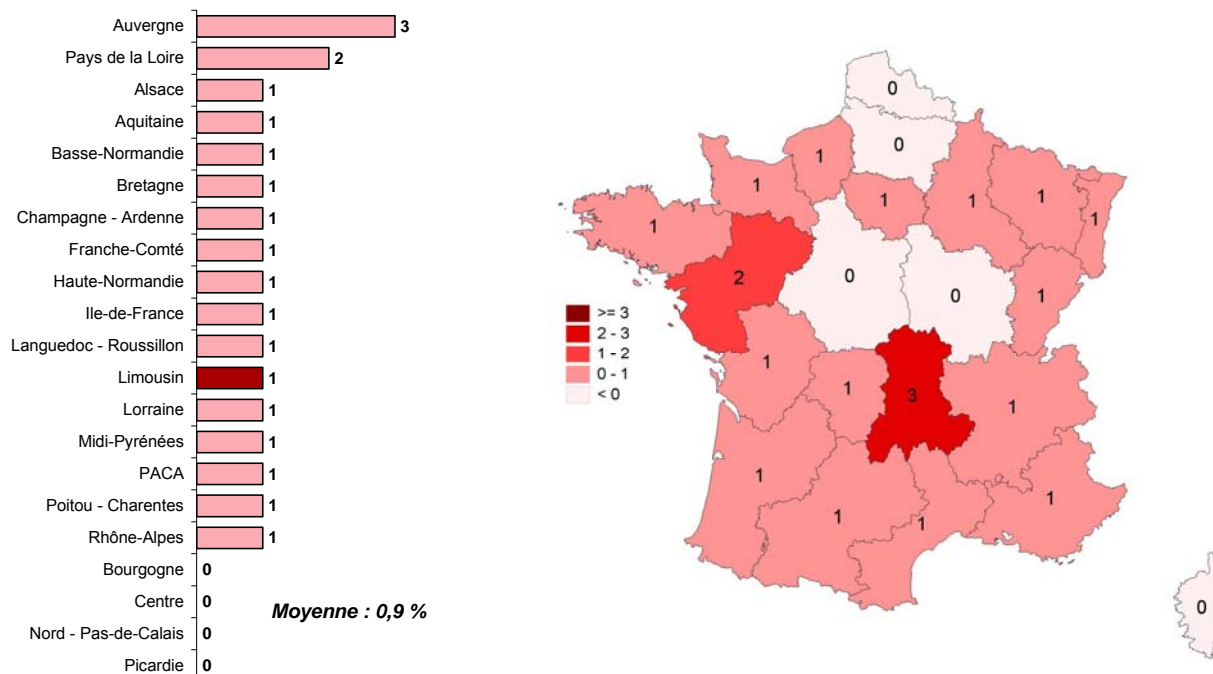 Auvergne 3
Pays de la Loire 2
Alsace 1
Aquitaine 1
Basse-Normandie 1
Bretagne 1
Champagne - Ardenne 1
Franche-Comté 1
Haute-Normandie 1
Ile-de-France 1
Languedoc - Roussillon 1
Limousin 1
Lorraine 1
Midi-Pyrénées 1
PACA 1
Poitou - Charentes 1
Rhône-Alpes 1
Bourgogne 0
Centre 0
Nord - Pas-de-Calais 0
Picardie 0
Moyenne : 0,9 %
0
0
1
1
1
1
1
1
1
2
0
0
1
>= 3
2 - 3
1 - 2
0 - 1
< 0
1
1
3
1
1
1
1
1
0